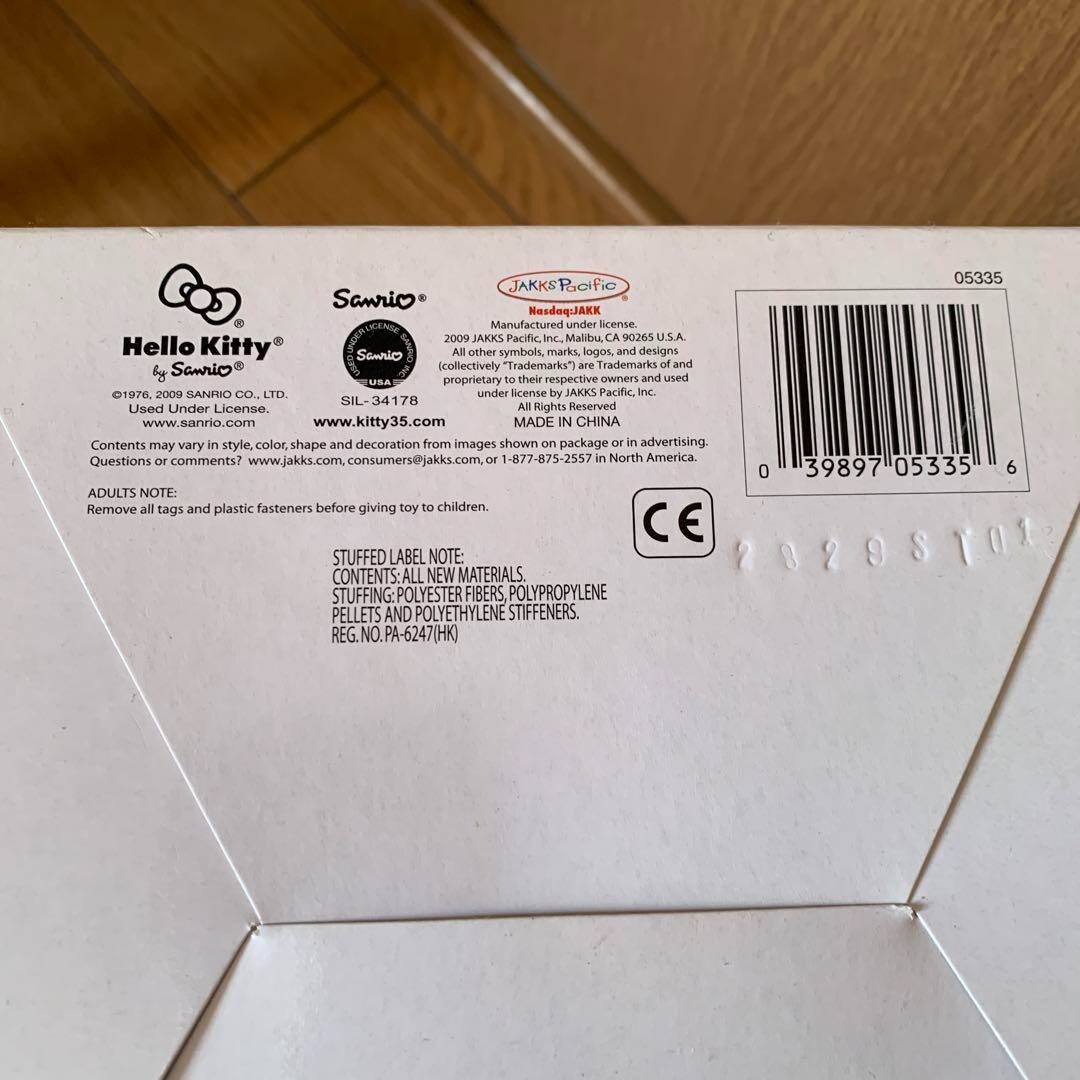 Hello Kitty®
by Sanrio®
©1976, 2009 SANRIO CO., LTD.
Used Under License.
www.sanrio.com
Sanrio®
USED UNDER LICENSE SANRIO INC.
Sanrio
USA
SIL-34178
www.kitty35.com
JAKKS Pacific®
Nasdaq:JAKK
Manufactured under license.
2009 JAKKS Pacific, Inc., Malibu, CA 90265 U.S.A.
All other symbols, marks, logos, and designs
(collectively "Trademarks") are Trademarks of and
proprietary to their respective owners and used
under license by JAKKS Pacific, Inc.
All Rights Reserved
MADE IN CHINA
05335
0 39897 05335 6
Contents may vary in style, color, shape and decoration from images shown on package or in advertising.
Questions or comments? www.jakks.com, consumers@jakks.com, or 1-877-875-2557 in North America.
ADULTS NOTE:
Remove all tags and plastic fasteners before giving toy to children.
CE
STUFFED LABEL NOTE:
CONTENTS: ALL NEW MATERIALS.
STUFFING: POLYESTER FIBERS, POLYPROPYLENE
PELLETS AND POLYETHYLENE STIFFENERS.
REG. NO. PA-6247(HK)